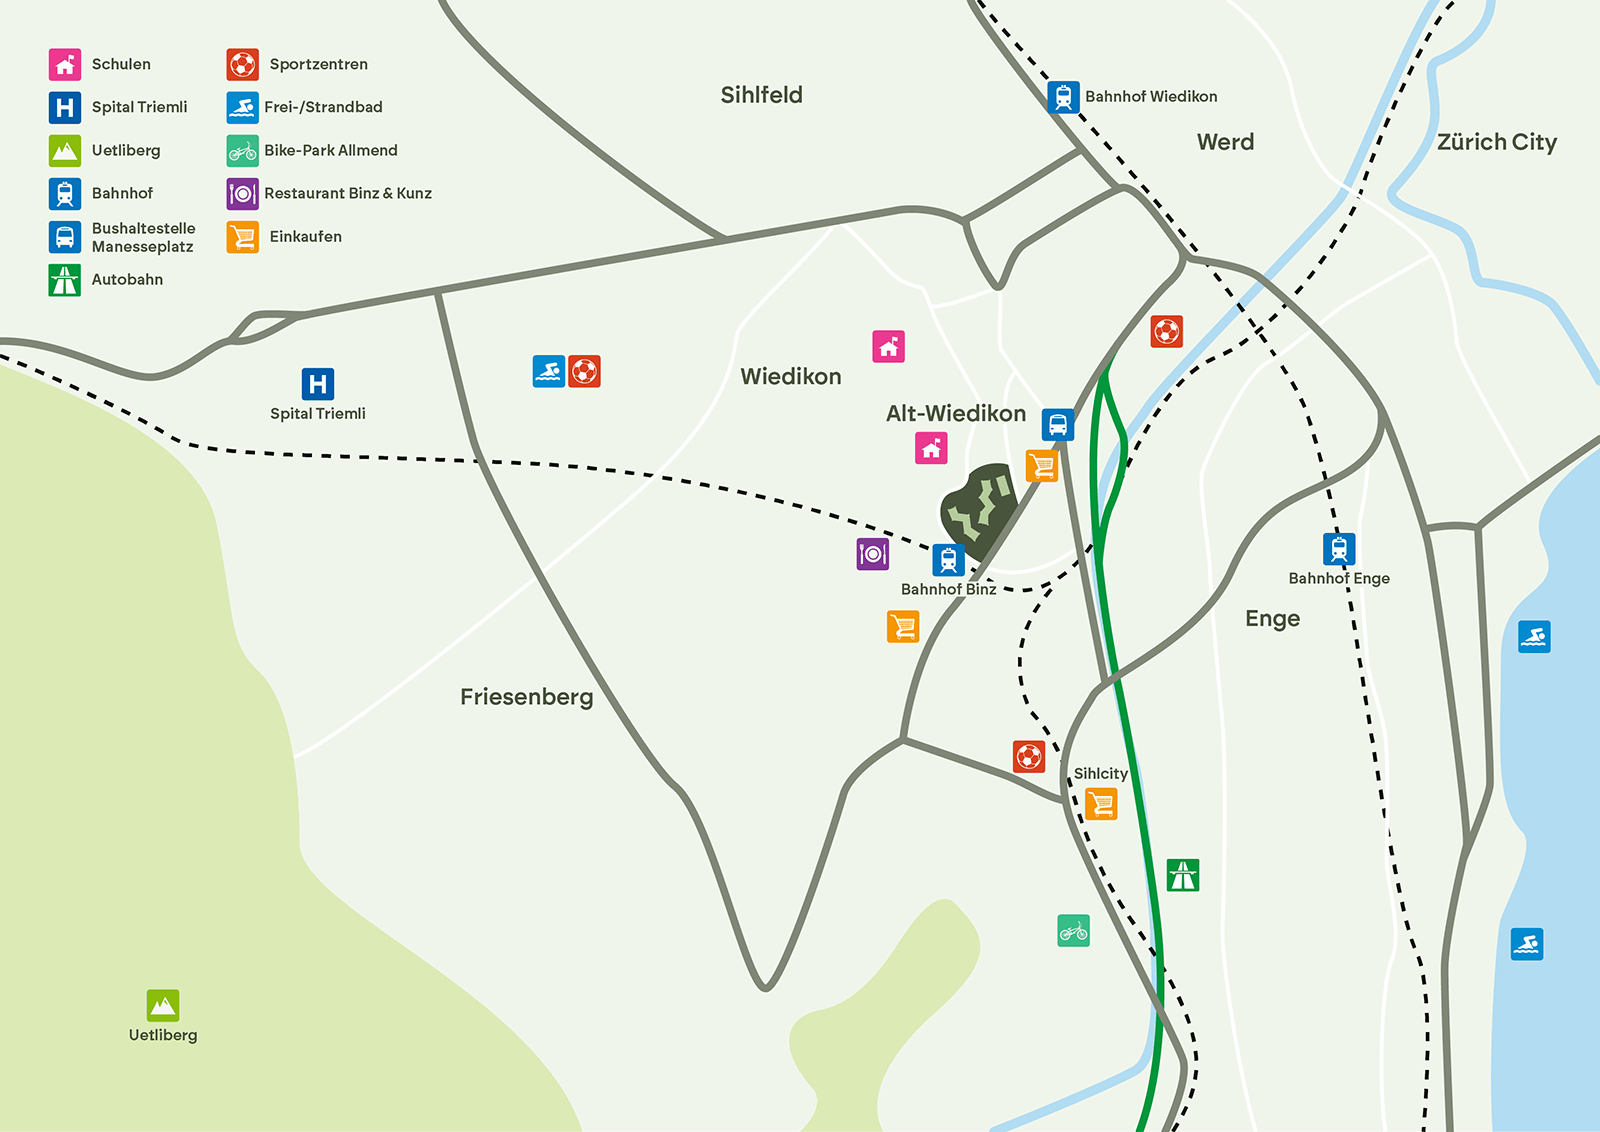 Schulen
Spital Triemli
Uetliberg
Bahnhof
Bushaltestelle
Manesseplatz
Autobahn
Sportzentren
Frei-/Strandbad
Bike-Park Allmend
Restaurant Binz & Kunz
Einkaufen
Sihlfeld
Bahnhof Wiedikon
Werd
Zürich City
Wiedikon
Spital Triemli
Alt-Wiedikon
Bahnhof Binz
Bahnhof Enge
Enge
Friesenberg
Sihlcity
Uetliberg